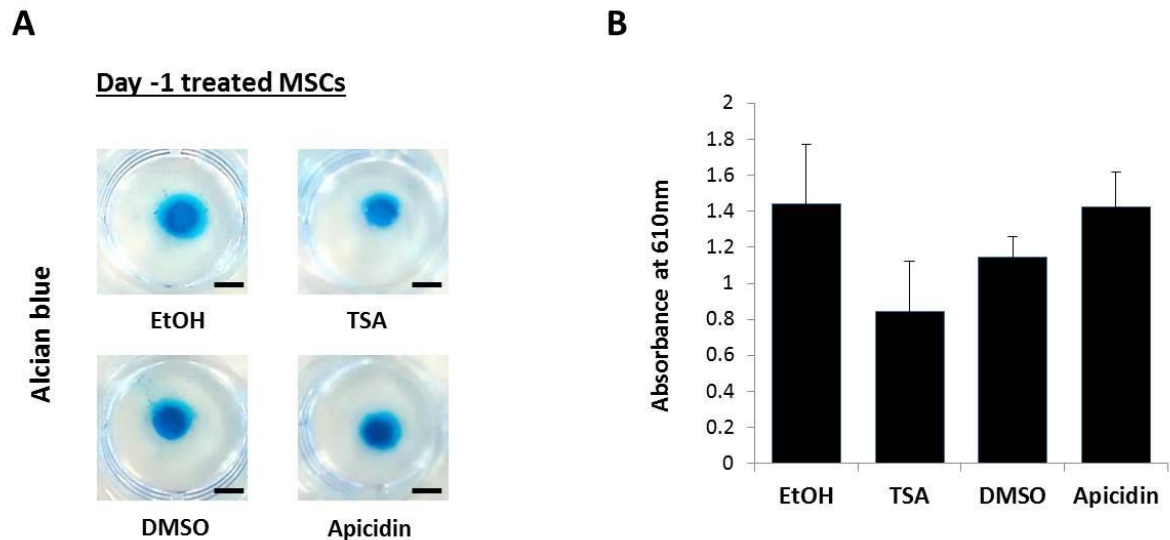 A
Day -1 treated MSCs
Alcian blue
EtOH
TSA
DMSO
Apicidin
B
Absorbance at 610nm
2
1.8
1.6
1.4
1.2
1
0.8
0.6
0.4
0.2
0
EtOH
TSA
DMSO
Apicidin